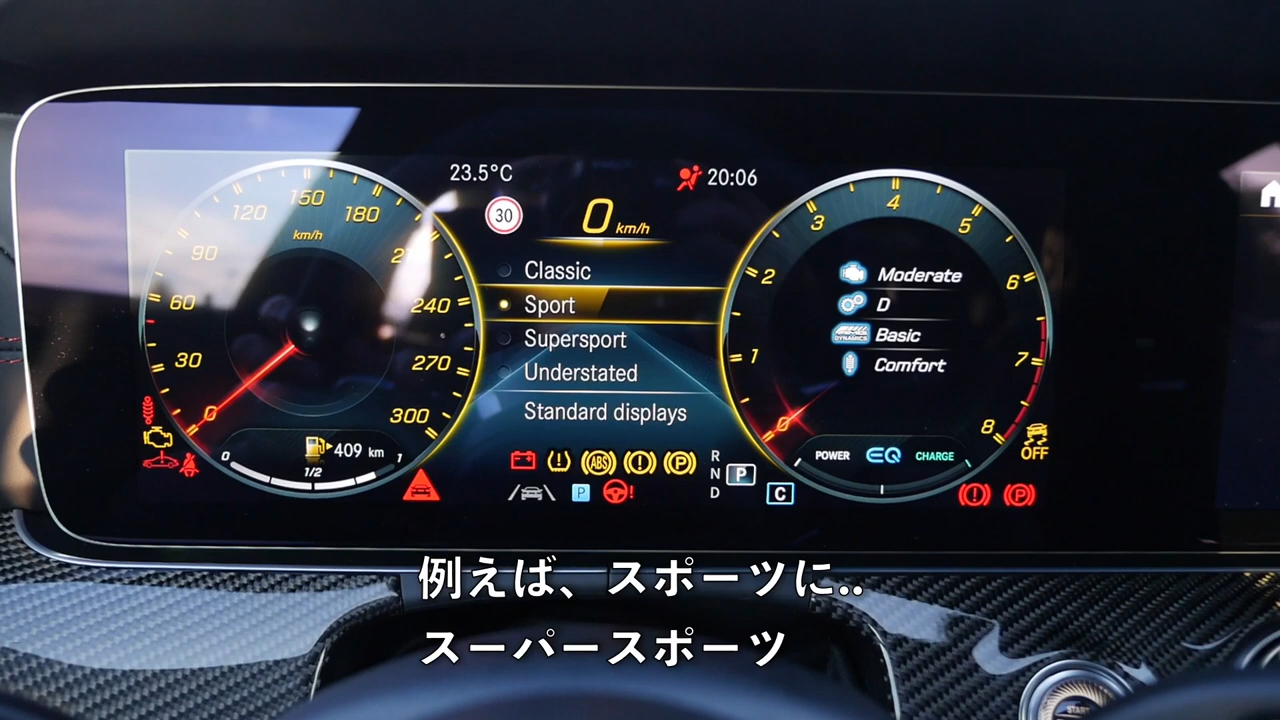 23.5°C
20:06
30
0 km/h
Classic
Sport
Supersport
Understated
Standard displays
0
30
60
90
120
150
180
240
270
300
km/h
409 km
0
1/2
1
0
1
2
3
4
5
6
7
8
Moderate
D
DYNAMICS
Basic
Comfort
POWER
EQ
CHARGE
ABS
P
P
R
N
D
P
C
OFF
P
START
例えば、スポーツに..
スーパースポーツ